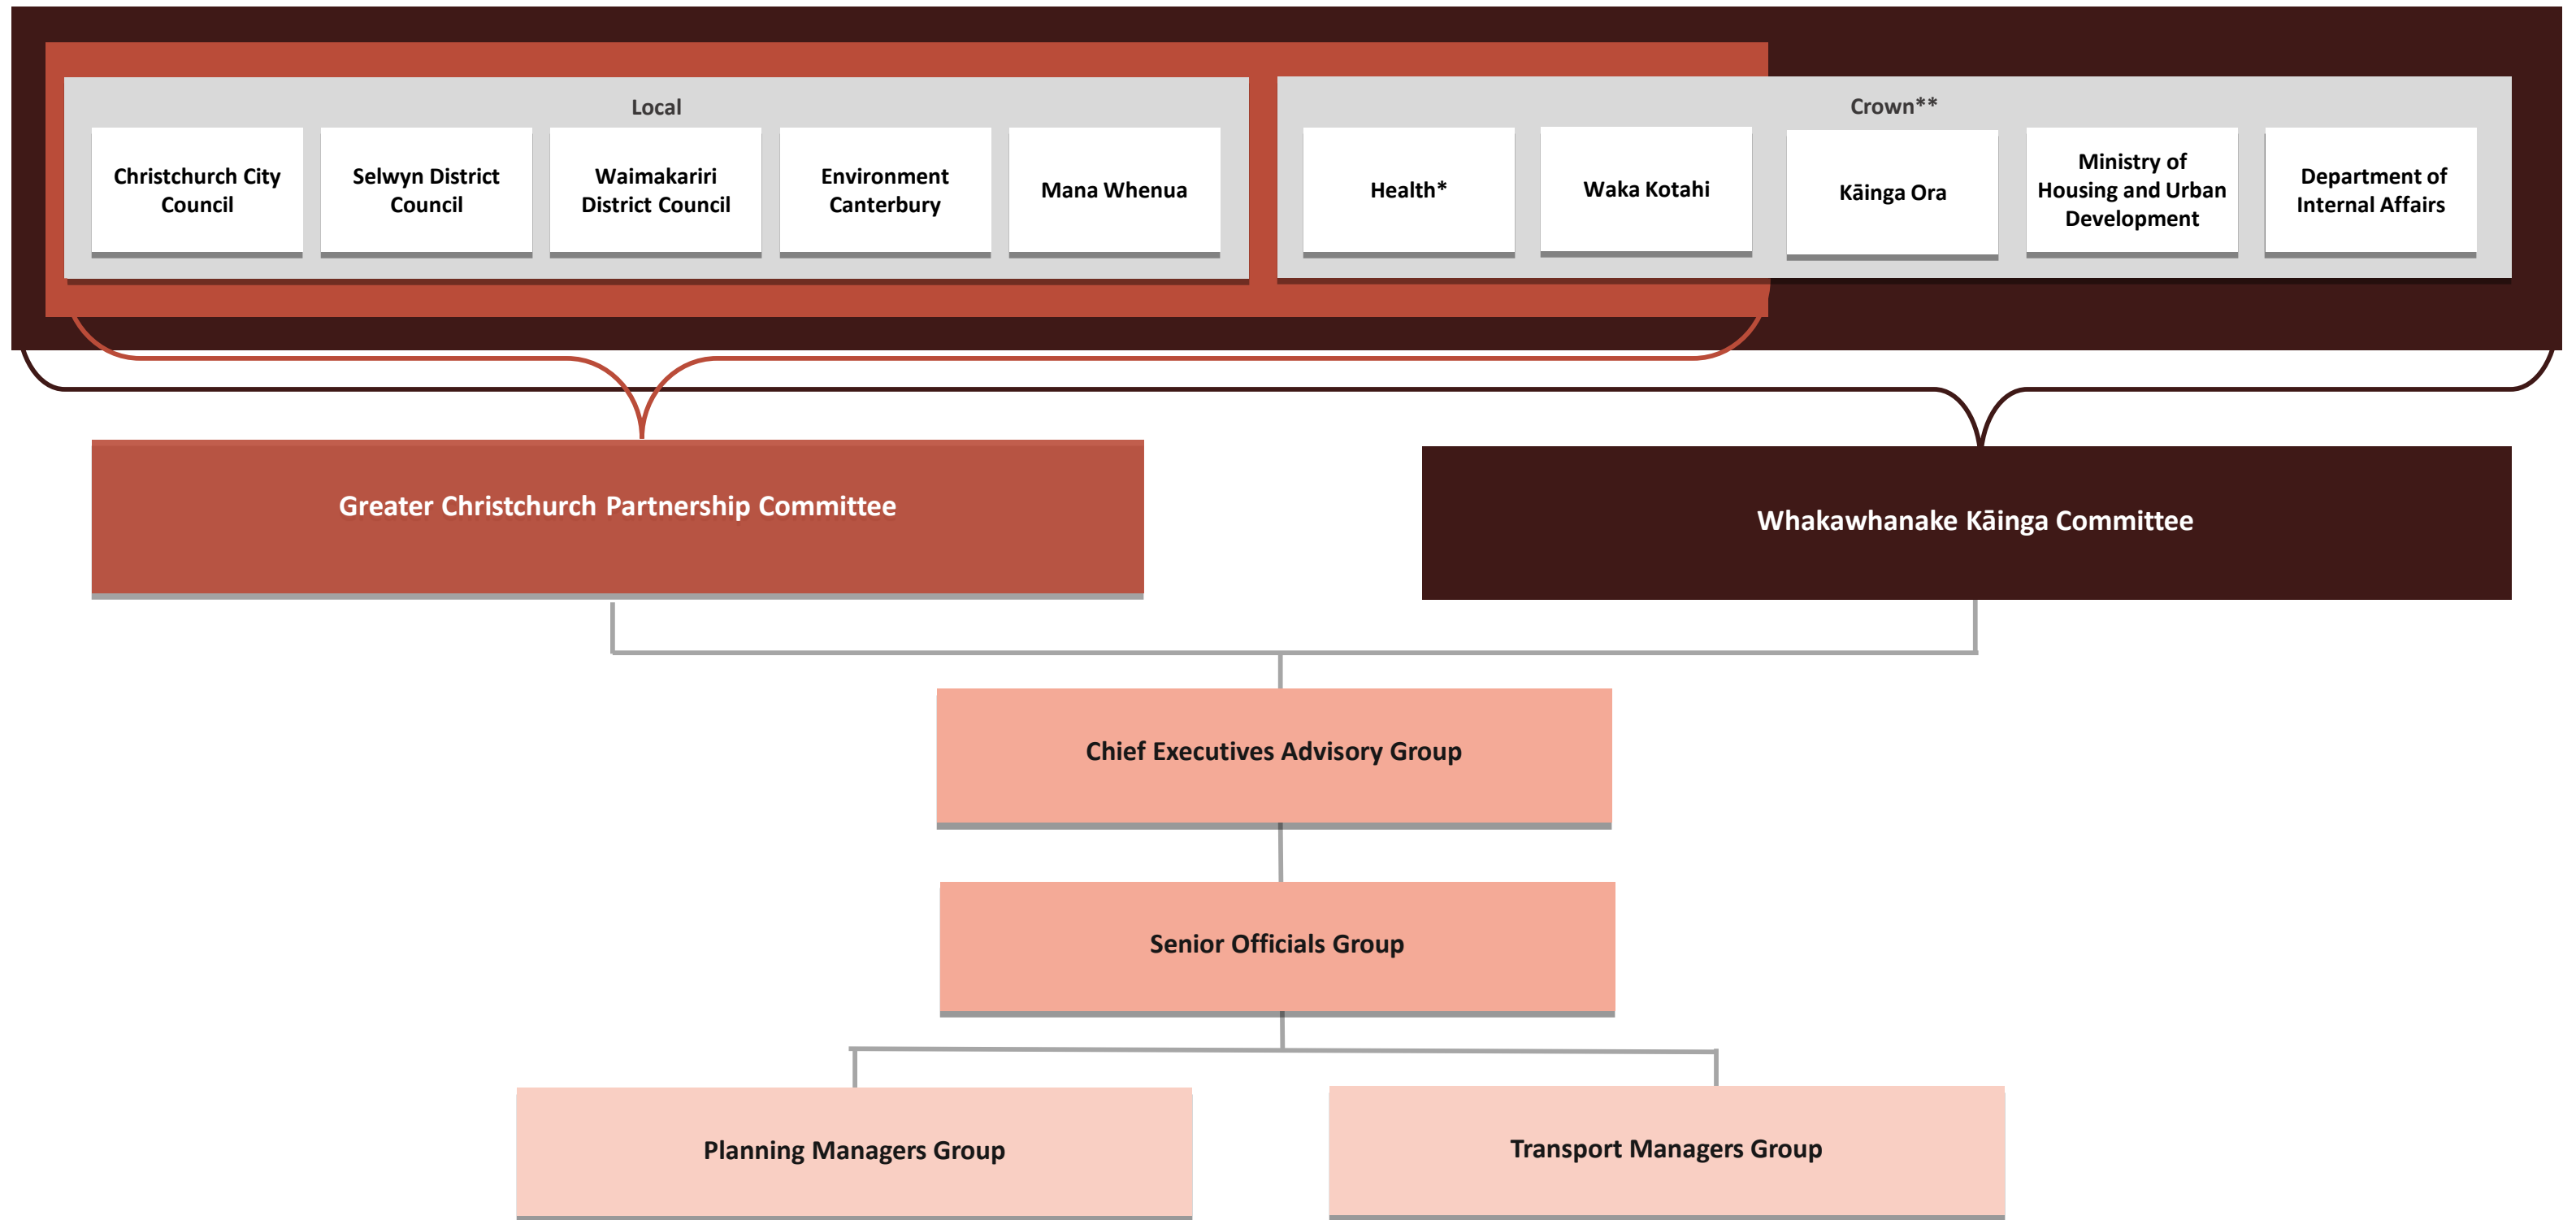 Local
Christchurch City
Council
Selwyn District
Council
Waimakariri
District Council
Environment
Canterbury
Mana Whenua
Crown**
Health*
Waka Kotahi
Kāinga Ora
Ministry of
Housing and Urban
Development
Department of
Internal Affairs
Greater Christchurch Partnership Committee
Whakawhanake Kāinga Committee
Chief Executives Advisory Group
Senior Officials Group
Planning Managers Group
Transport Managers Group